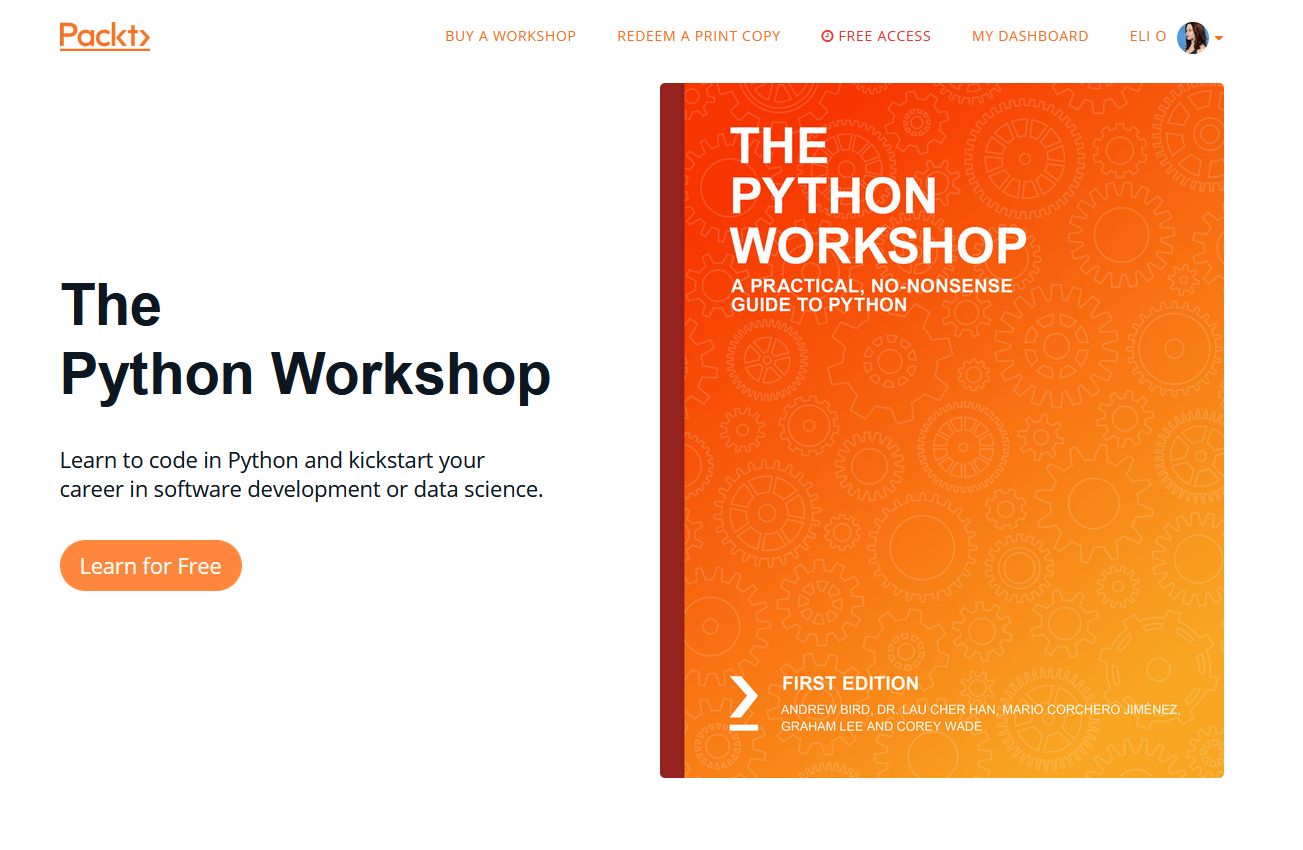 Packt
BUY A WORKSHOP
REDEEM A PRINT COPY
FREE ACCESS
MY DASHBOARD
ELI O
The
Python Workshop
Learn to code in Python and kickstart your
career in software development or data science.
Learn for Free
THE
PYTHON
WORKSHOP
A PRACTICAL, NO-NONSENSE
GUIDE TO PYTHON
FIRST EDITION
ANDREW BIRD, DR. LAU CHER HAN, MARIO CORCHERO JIMÉNEZ,
GRAHAM LEE AND COREY WADE